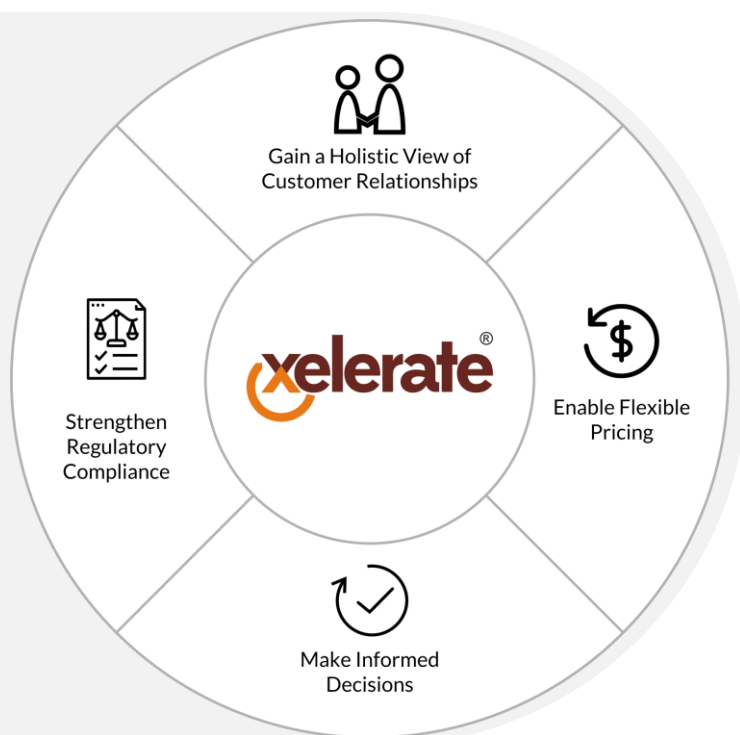 Gain a Holistic View of
Customer Relationships
xelerate®
Strengthen
Regulatory
Compliance
$
Enable Flexible
Pricing
Make Informed
Decisions